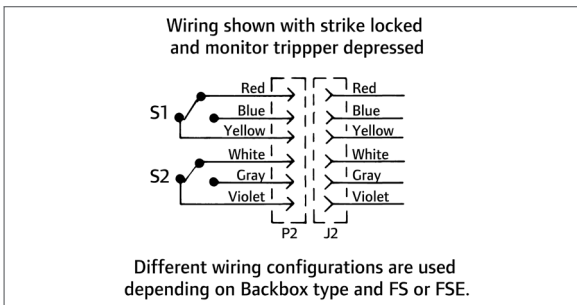 Wiring shown with strike locked
and monitor trippper depressed
Red Red
S1 Blue Blue
Yellow Yellow
White White
S2 Gray Gray
Violet Violet
P2 J2
Different wiring configurations are used
depending on Backbox type and FS or FSE.